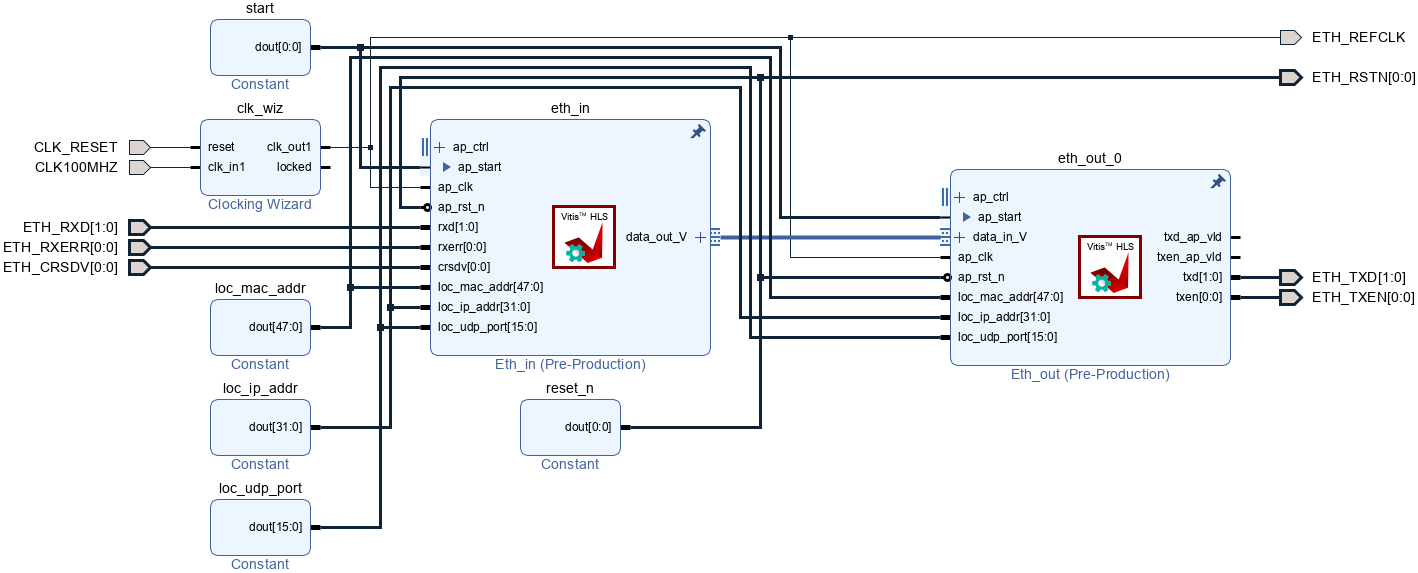 start
dout[0:0]
Constant
clk_wiz
CLK_RESET
CLK100MHZ
reset
clk_in1
clk_out1
locked
Clocking Wizard
ETH_RXD[1:0]
ETH_RXERR[0:0]
ETH_CRSDV[0:0]
loc_mac_addr
dout[47:0]
Constant
loc_ip_addr
dout[31:0]
Constant
loc_udp_port
dout[15:0]
Constant
eth_in
ap_ctrl
ap_start
ap_clk
ap_rst_n
rxd[1:0]
rxerr[0:0]
crsdv[0:0]
loc_mac_addr[47:0]
loc_ip_addr[31:0]
loc_udp_port[15:0]
Vitis™ HLS
data_out_V
Eth_in (Pre-Production)
reset_n
dout[0:0]
Constant
eth_out_0
ap_ctrl
ap_start
data_in_V
ap_clk
ap_rst_n
loc_mac_addr[47:0]
loc_ip_addr[31:0]
loc_udp_port[15:0]
Vitis™ HLS
txd_ap_vld
txen_ap_vld
txd[1:0]
txen[0:0]
Eth_out (Pre-Production)
ETH_REFCLK
ETH_RSTN[0:0]
ETH_TXD[1:0]
ETH_TXEN[0:0]